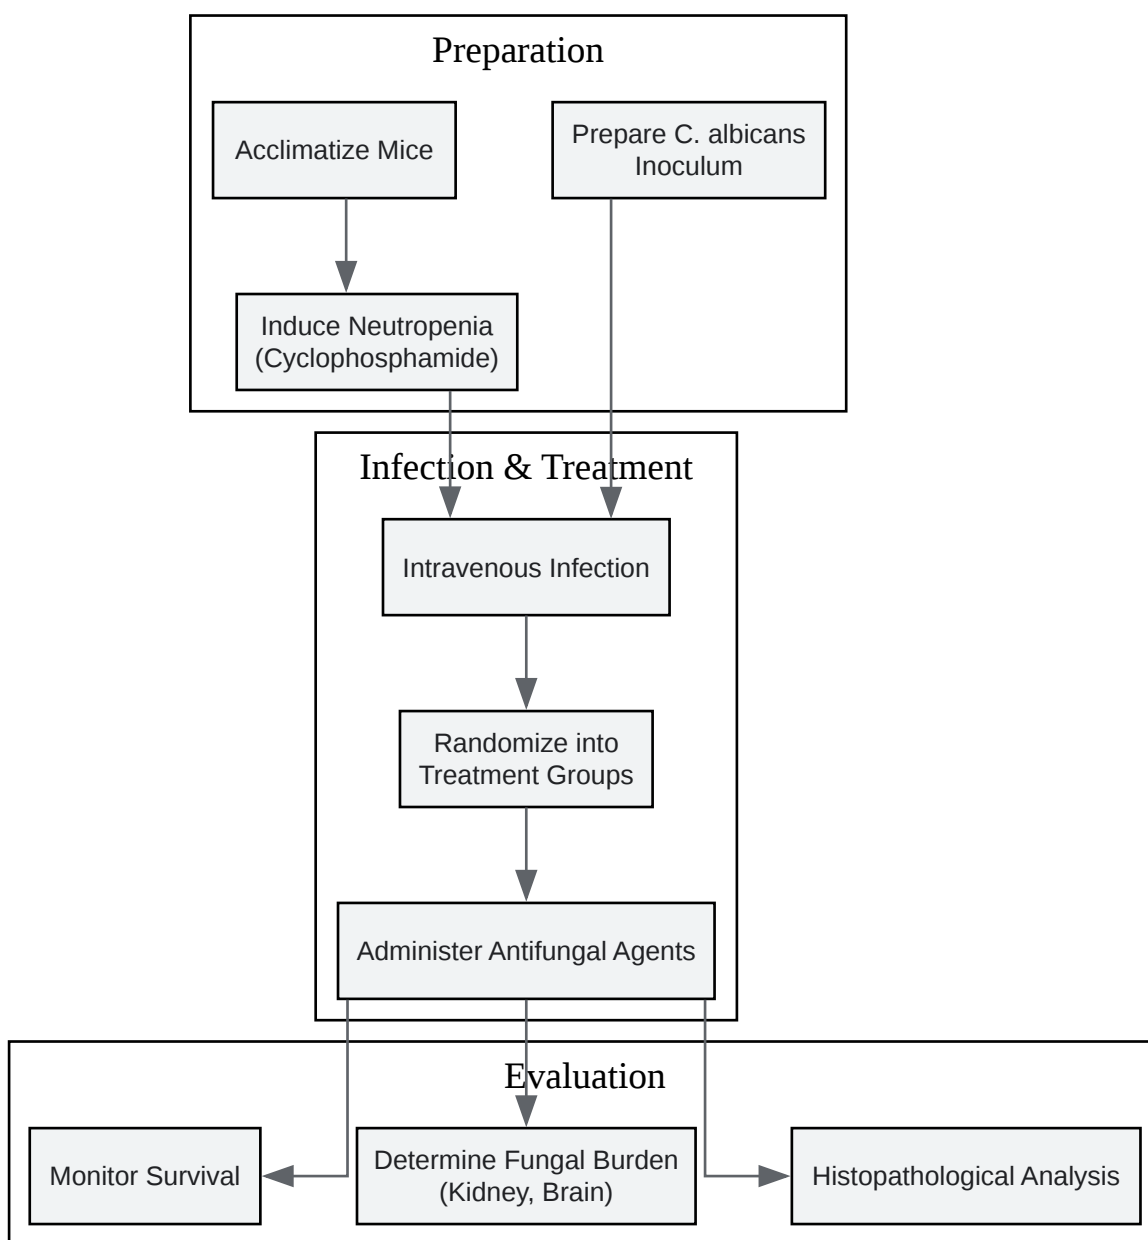 Preparation
Acclimatize Mice
Prepare C. albicans
Inoculum
Induce Neutropenia
(Cyclophosphamide)
Infection & Treatment
Intravenous Infection
Randomize into
Treatment Groups
Administer Antifungal Agents
Evaluation
Monitor Survival
Determine Fungal Burden
(Kidney, Brain)
Histopathological Analysis